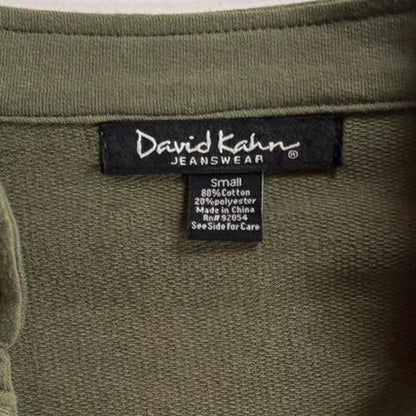 David Kahn
JEANSWEAR ®
Small
80% Cotton
20% polyester
Made in China
Rn# 92054
See Side for Care